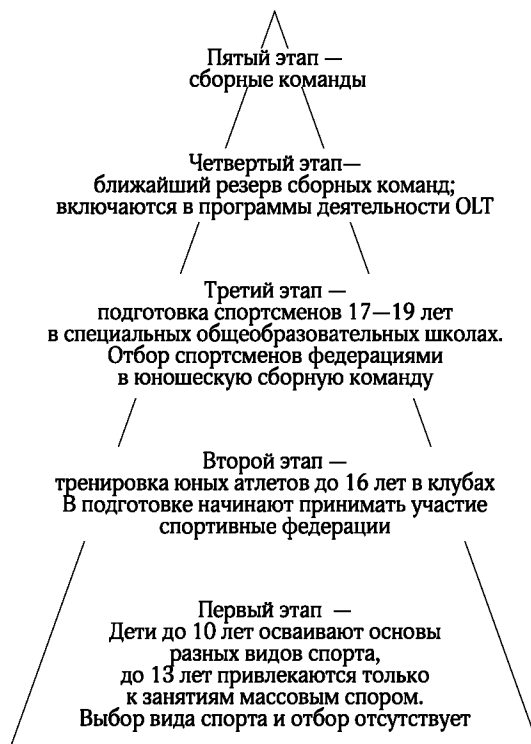 Пятый этап —
сборные команды
Четвертый этап—
ближайший резерв сборных команд;
включаются в программы деятельности OLT
Третий этап —
подготовка спортсменов 17—19 лет
в специальных общеобразовательных школах.
Отбор спортсменов федерациями
в юношескую сборную команду
Второй этап —
тренировка юных атлетов до 16 лет в клубах
В подготовке начинают принимать участие
спортивные федерации
Первый этап —
Дети до 10 лет осваивают основы
разных видов спорта,
до 13 лет привлекаются только
к занятиям массовым спором.
Выбор вида спорта и отбор отсутствует